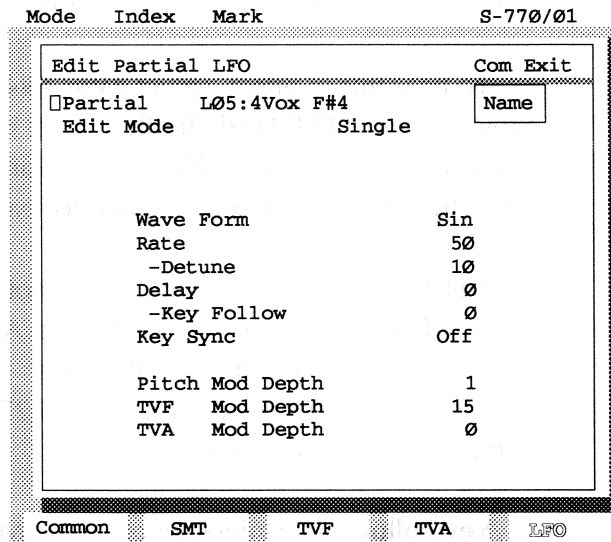 Mode Index Mark S-77Ø/Ø1
Edit Partial LFO Com Exit
▯Partial LØ5:4Vox F#4 Name
Edit Mode Single
Wave Form Sin
Rate 5Ø
-Detune 1Ø
Delay Ø
-Key Follow Ø
Key Sync Off
Pitch Mod Depth 1
TVF Mod Depth 15
TVA Mod Depth Ø
Common SMT TVF TVA LFO